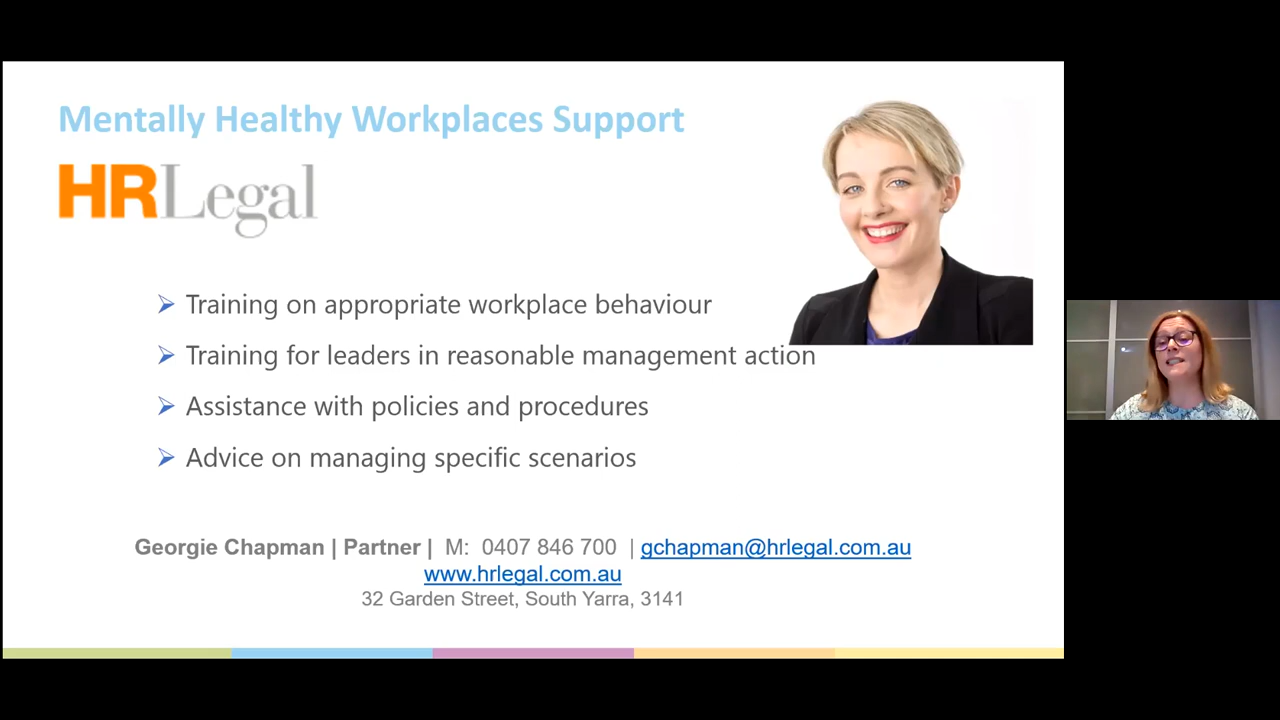 Mentally Healthy Workplaces Support
HRLegal
Training on appropriate workplace behaviour
Training for leaders in reasonable management action
Assistance with policies and procedures
Advice on managing specific scenarios
Georgie Chapman | Partner | M: 0407 846 700 | gchapman@hrlegal.com.au
www.hrlegal.com.au
32 Garden Street, South Yarra, 3141